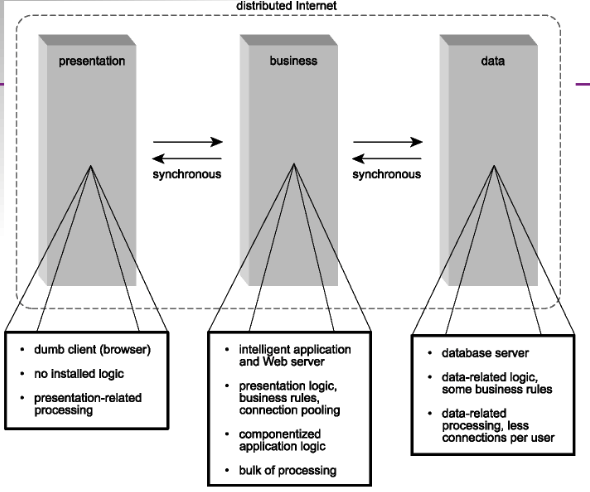 distributed Internet
presentation
business
data
synchronous
synchronous
• dumb client (browser)
• no installed logic
• presentation-related
processing
• intelligent application
and Web server
• presentation logic,
business rules,
connection pooling
• componentized
application logic
• bulk of processing
• database server
• data-related logic,
some business rules
• data-related
processing, less
connections per user